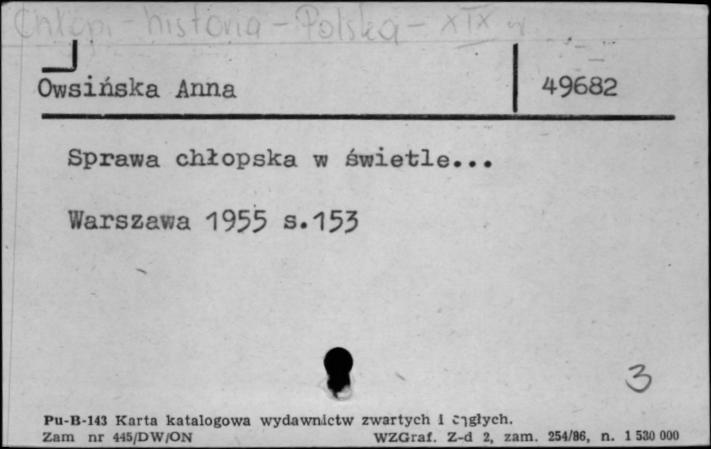 Chłopi - historia - Polska - XIX w
Owsińska Anna 49682
Sprawa chłopska w świetle...
Warszawa 1955 s.153
3
Pu-B-143 Karta katalogowa wydawnictw zwartych i ciągłych.
Zam nr 445/DW/ON WZGraf. Z-d 2, zam. 254/86, n. 1 530 000